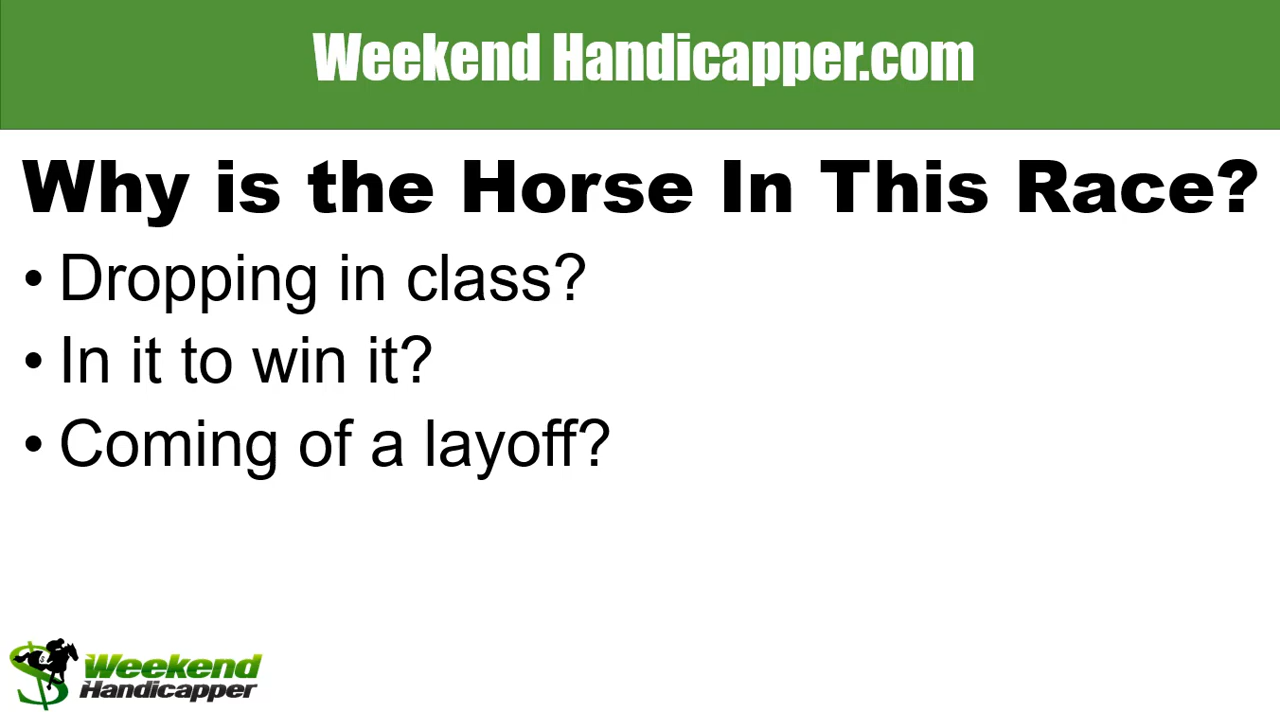 Weekend Handicapper.com
Why is the Horse In This Race?
• Dropping in class?
• In it to win it?
• Coming of a layoff?
Weekend
Handicapper